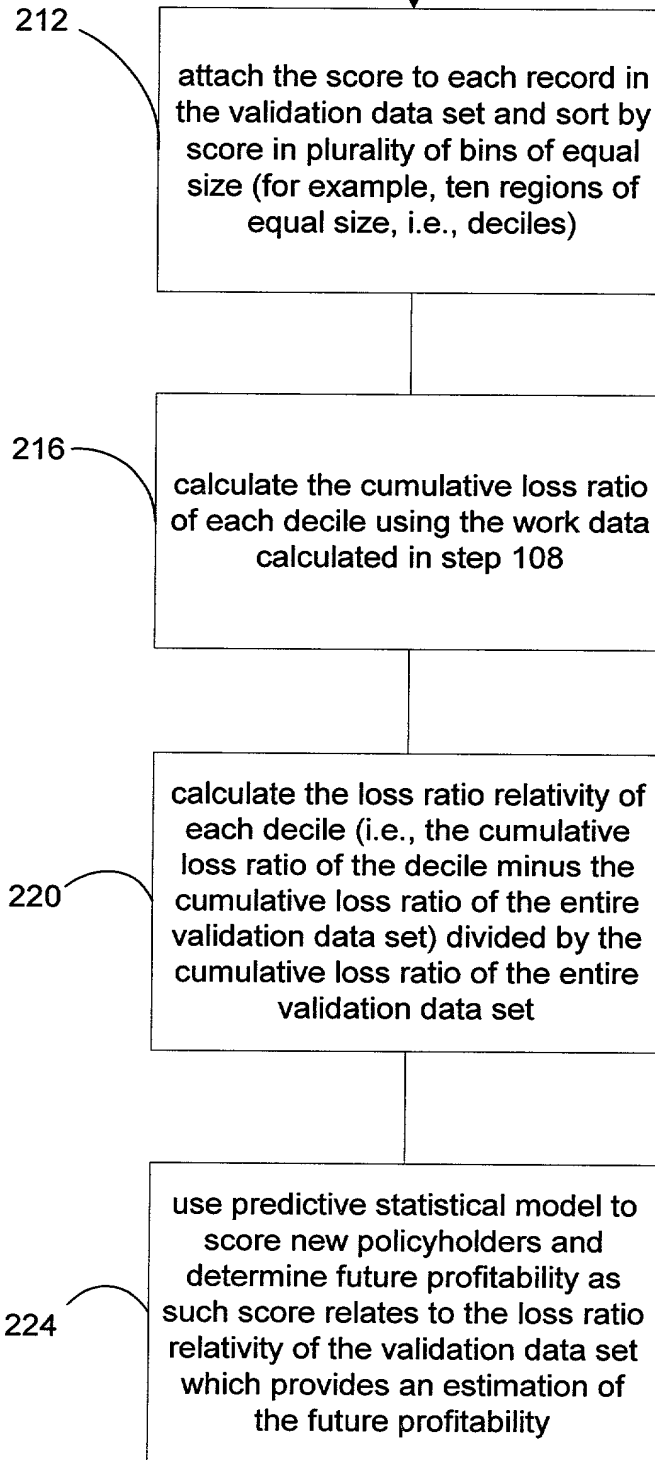 212
attach the score to each record in
the validation data set and sort by
score in plurality of bins of equal
size (for example, ten regions of
equal size, i.e., deciles)
216
calculate the cumulative loss ratio
of each decile using the work data
calculated in step 108
220
calculate the loss ratio relativity of
each decile (i.e., the cumulative
loss ratio of the decile minus the
cumulative loss ratio of the entire
validation data set) divided by the
cumulative loss ratio of the entire
validation data set
224
use predictive statistical model to
score new policyholders and
determine future profitability as
such score relates to the loss ratio
relativity of the validation data set
which provides an estimation of
the future profitability